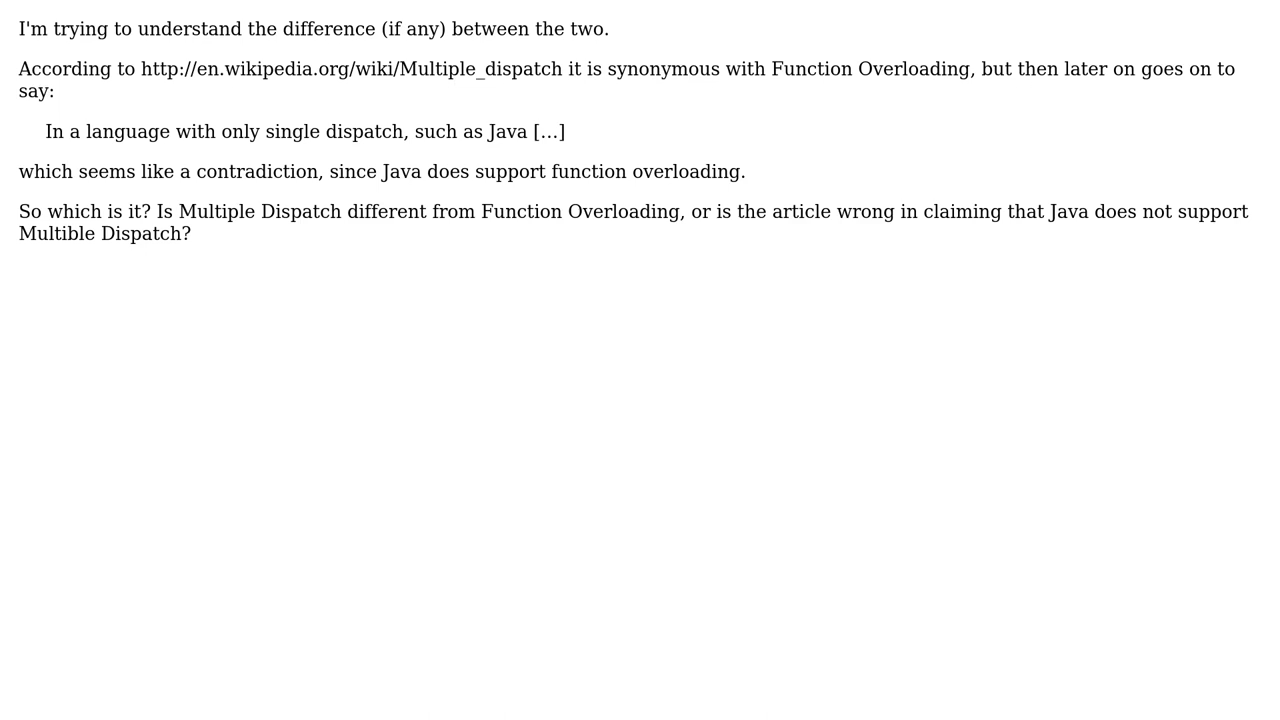 I'm trying to understand the difference (if any) between the two.
According to http://en.wikipedia.org/wiki/Multiple_dispatch it is synonymous with Function Overloading, but then later on goes on to
say:
In a language with only single dispatch, such as Java […]
which seems like a contradiction, since Java does support function overloading.
So which is it? Is Multiple Dispatch different from Function Overloading, or is the article wrong in claiming that Java does not support
Multible Dispatch?